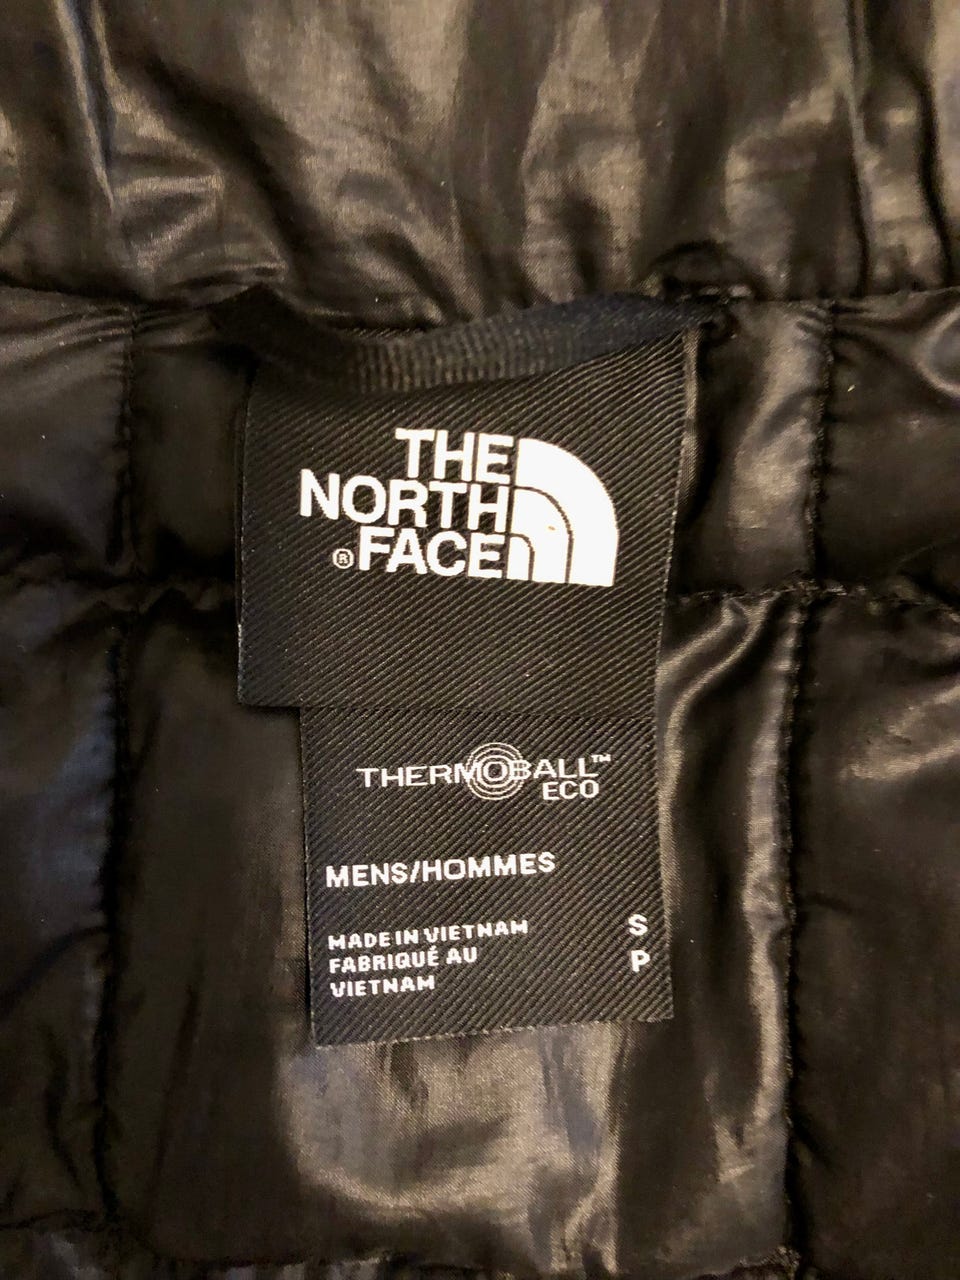 THE
NORTH
®FACE
THERMOBALL™
ECO
MENS/HOMMES
MADE IN VIETNAM
FABRIQUÉ AU
VIETNAM
S
P